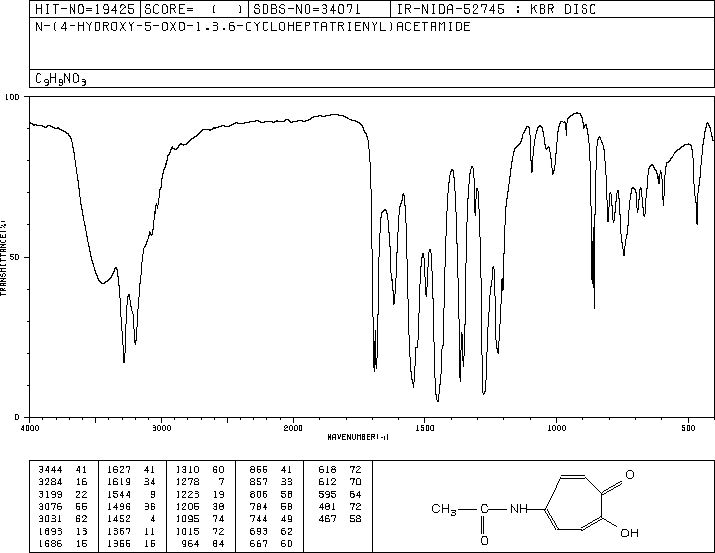 HIT-NO=19425 SCORE= ( ) SDBS-NO=34071 IR-NIDA-52745 : KBR DISC
N-(4-HYDROXY-5-OXO-1,3,6-CYCLOHEPTATRIENYL)ACETAMIDE
C9H9NO3
100
50
0
TRANSMITTANCE(%)
4000 3000 2000 1500 1000 500
WAVENUMBER(-1)
3444 41 1627 41 1310 60 866 41 618 72
3284 16 1619 34 1278 7 857 33 612 70
3199 22 1544 9 1223 19 806 58 595 64
3076 55 1496 36 1206 38 784 58 481 72
3031 62 1452 4 1095 74 744 49 467 58
1693 13 1367 11 1015 72 693 62
1686 15 1356 15 964 84 667 60
O
CH3 C NH
O OH